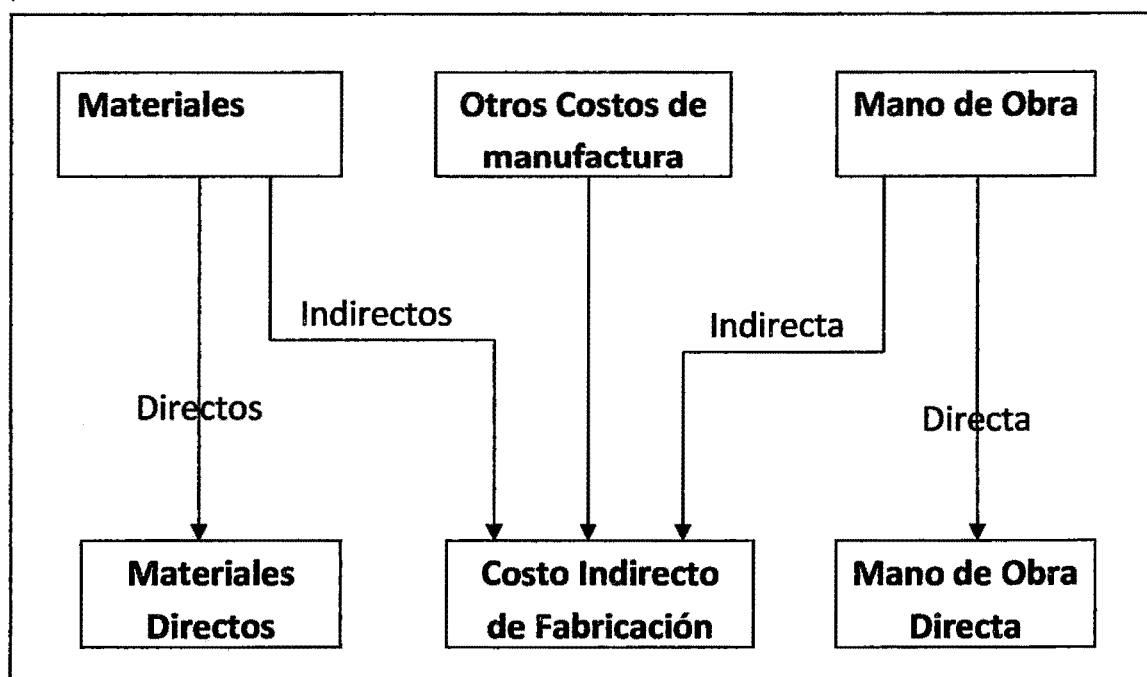 Materiales
Otros Costos de
manufactura
Mano de Obra
Indirectos
Indirecta
Directos
Directa
Materiales
Directos
Costo Indirecto
de Fabricación
Mano de Obra
Directa